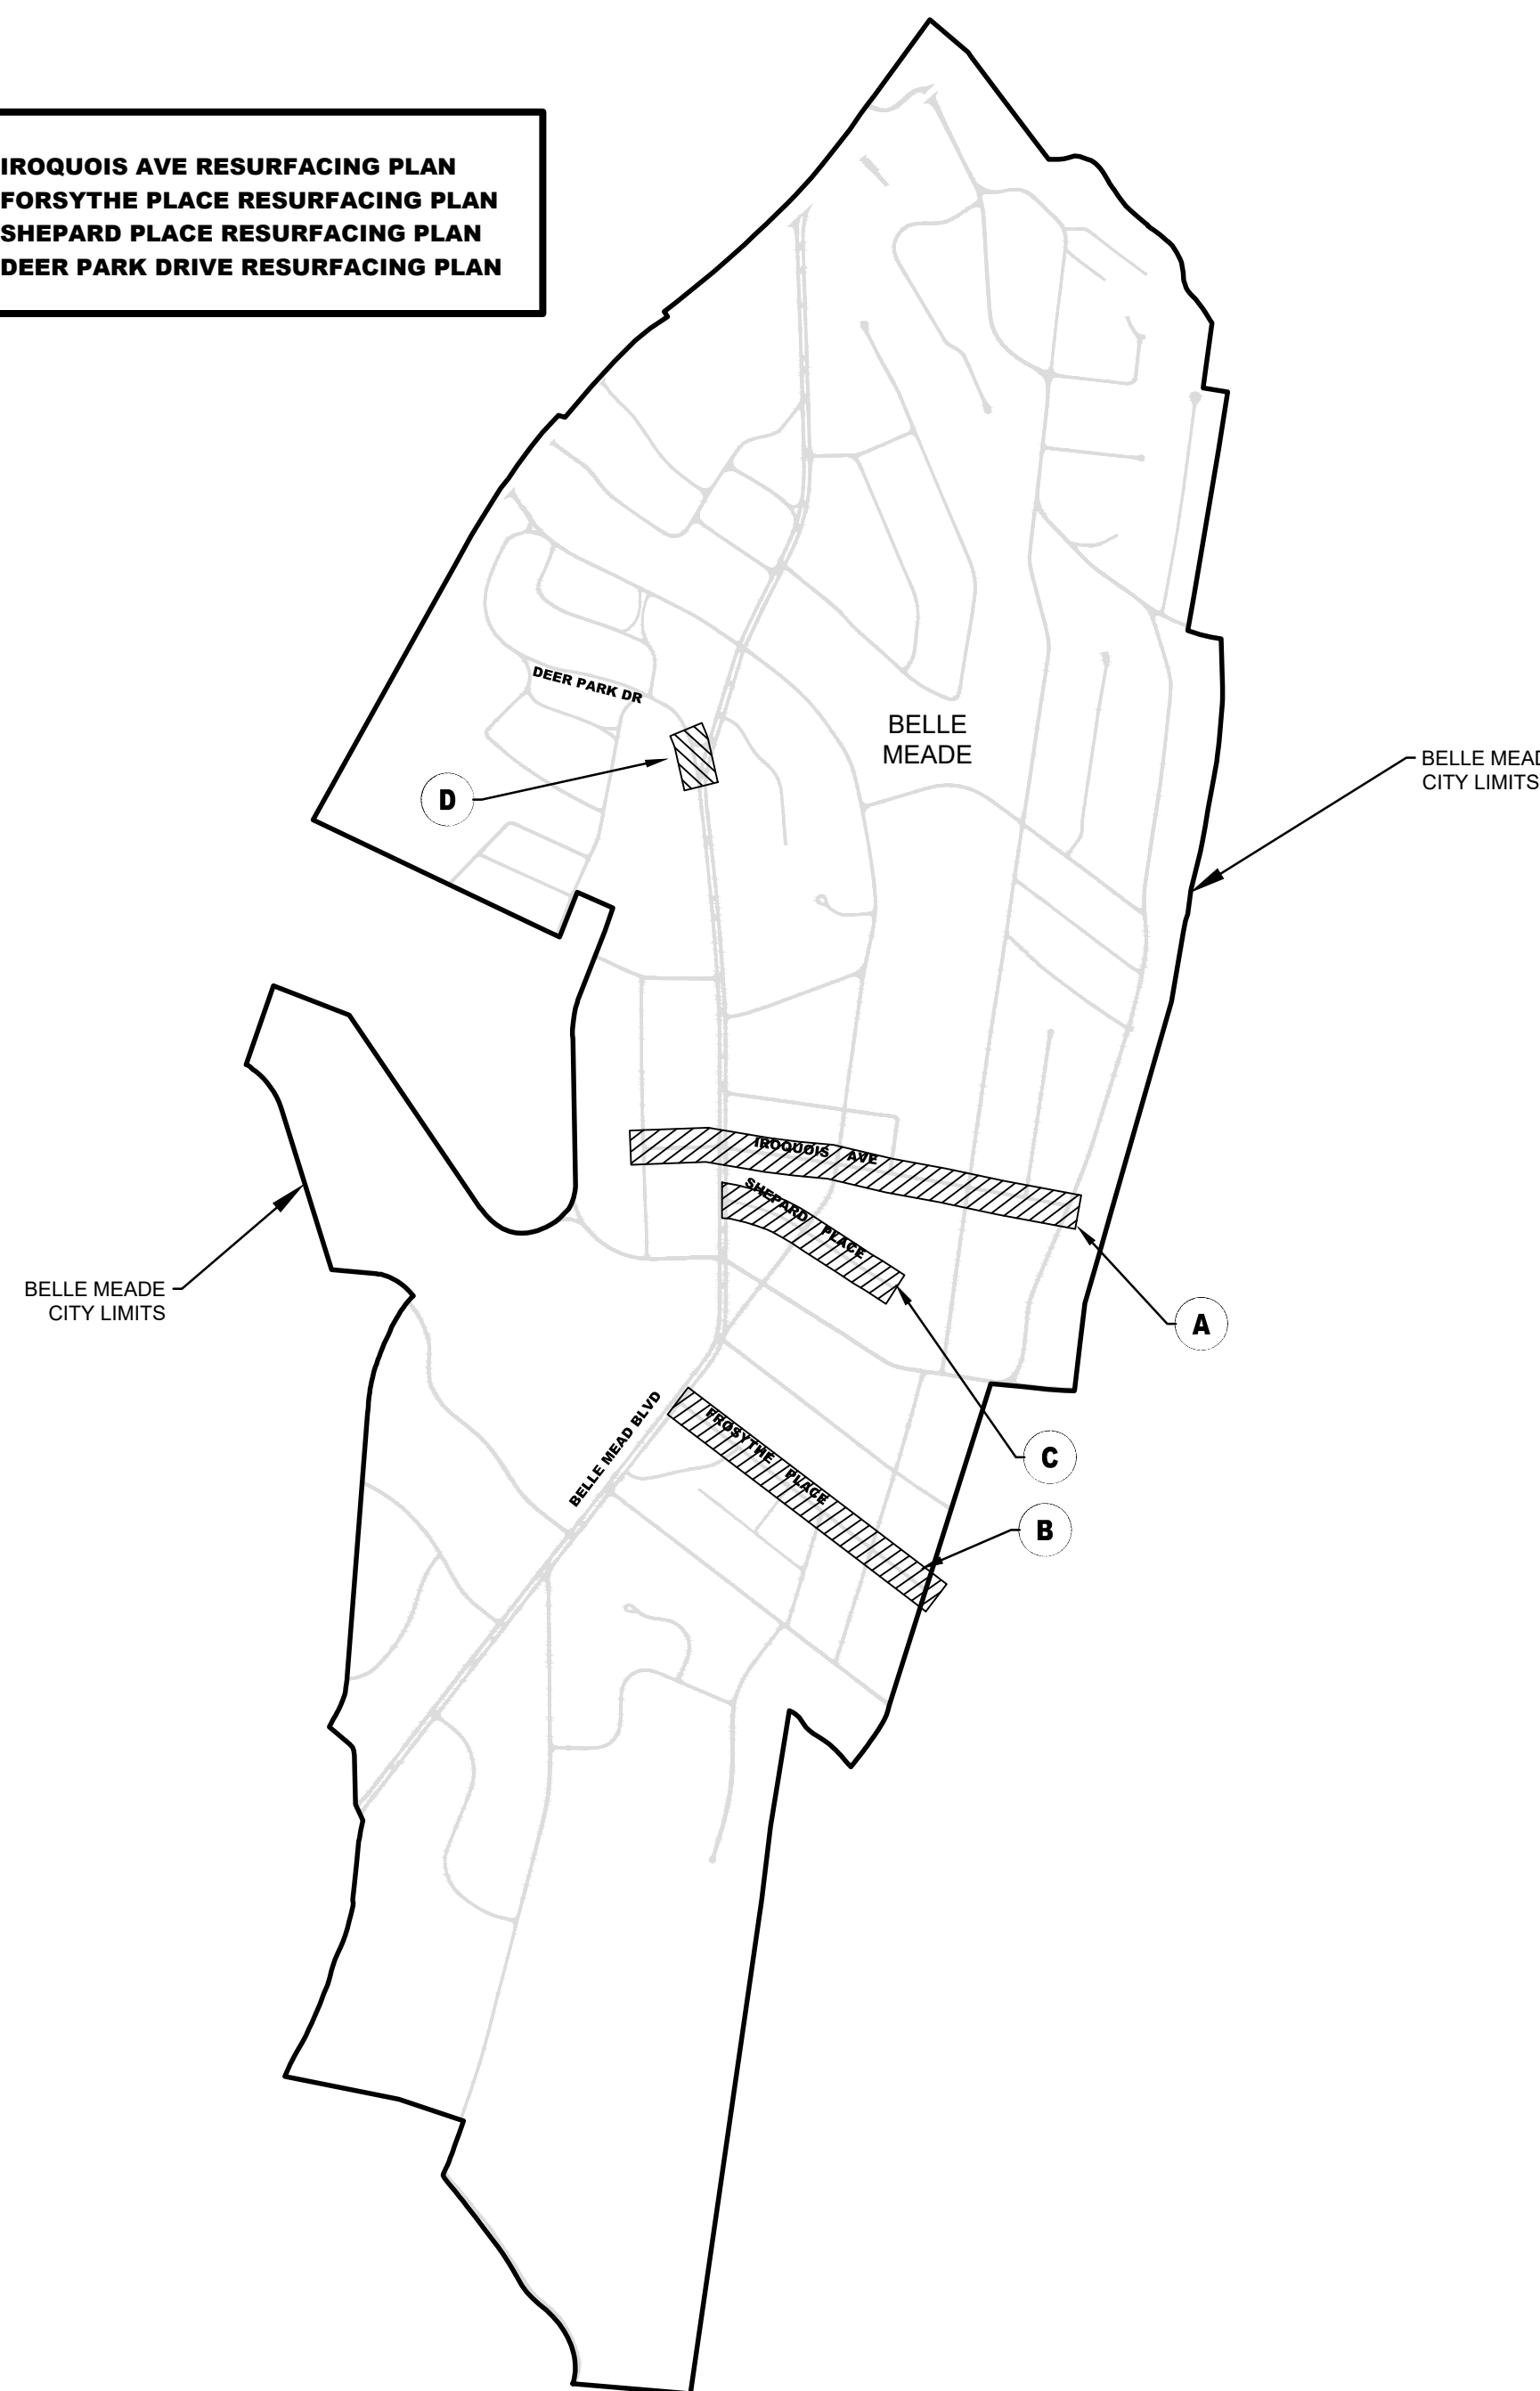 IROQUOIS AVE RESURFACING PLAN
FORSYTHE PLACE RESURFACING PLAN
SHEPARD PLACE RESURFACING PLAN
DEER PARK DRIVE RESURFACING PLAN
DEER PARK DR
BELLE
MEADE
BELLE MEAD
CITY LIMITS
D
IROQUOIS AVE
SHEPARD PLACE
BELLE MEADE
CITY LIMITS
A
BELLE MEAD BLVD
FROSYTHE PLACE
C
B